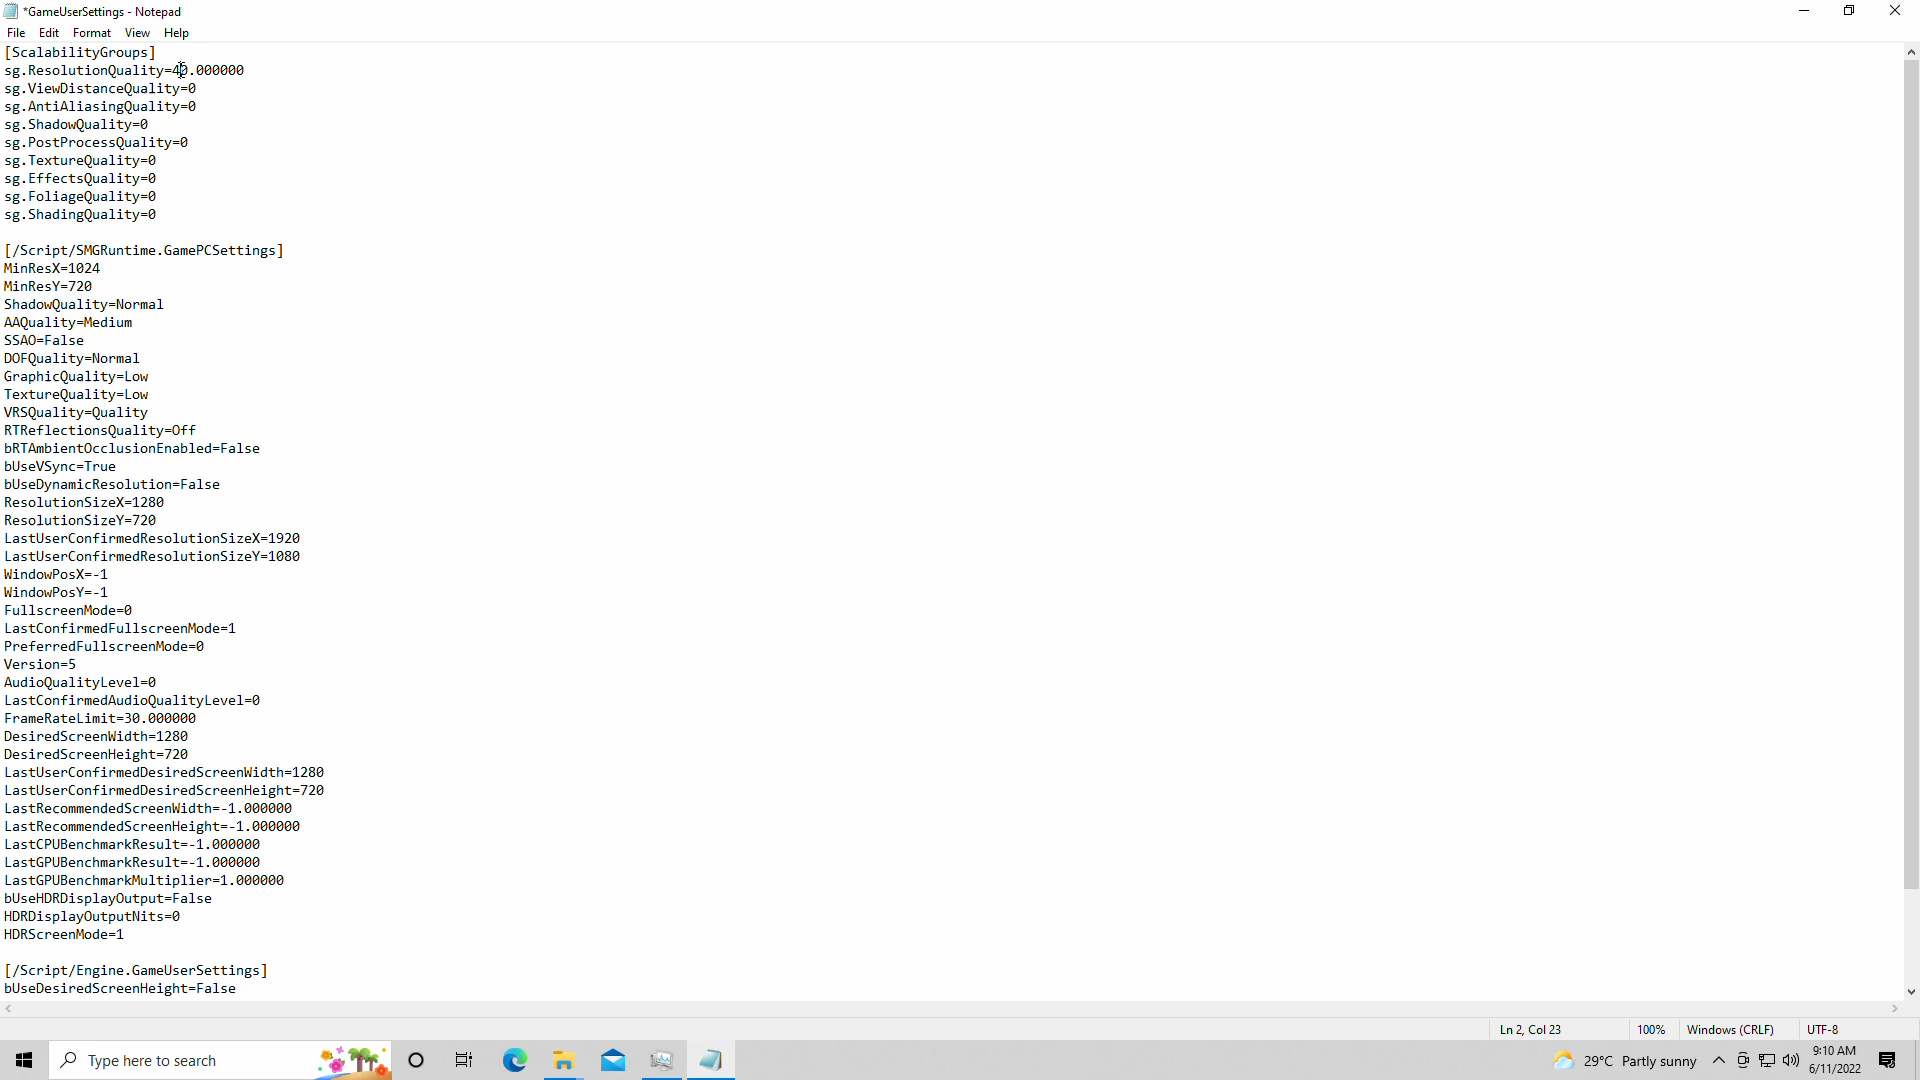 *GameUserSettings - Notepad
File Edit Format View Help
[ScalabilityGroups]
sg.ResolutionQuality=40.000000
sg.ViewDistanceQuality=0
sg.AntiAliasingQuality=0
sg.ShadowQuality=0
sg.PostProcessQuality=0
sg.TextureQuality=0
sg.EffectsQuality=0
sg.FoliageQuality=0
sg.ShadingQuality=0
[/Script/SMGRuntime.GamePCSettings]
MinResX=1024
MinResY=720
ShadowQuality=Normal
AAQuality=Medium
SSAO=False
DOFQuality=Normal
GraphicQuality=Low
TextureQuality=Low
VRSQuality=Quality
RTReflectionsQuality=Off
bRTAmbientOcclusionEnabled=False
bUseVSync=True
bUseDynamicResolution=False
ResolutionSizeX=1280
ResolutionSizeY=720
LastUserConfirmedResolutionSizeX=1920
LastUserConfirmedResolutionSizeY=1080
WindowPosX=-1
WindowPosY=-1
FullscreenMode=0
LastConfirmedFullscreenMode=1
PreferredFullscreenMode=0
Version=5
AudioQualityLevel=0
LastConfirmedAudioQualityLevel=0
FrameRateLimit=30.000000
DesiredScreenWidth=1280
DesiredScreenHeight=720
LastUserConfirmedDesiredScreenWidth=1280
LastUserConfirmedDesiredScreenHeight=720
LastRecommendedScreenWidth=-1.000000
LastRecommendedScreenHeight=-1.000000
LastCPUBenchmarkResult=-1.000000
LastGPUBenchmarkResult=-1.000000
LastGPUBenchmarkMultiplier=1.000000
bUseHDRDisplayOutput=False
HDRDisplayOutputNits=0
HDRScreenMode=1
[/Script/Engine.GameUserSettings]
bUseDesiredScreenHeight=False
Ln 2, Col 23 100% Windows (CRLF) UTF-8
Type here to search 29°C Partly sunny 9:10 AM
6/11/2022